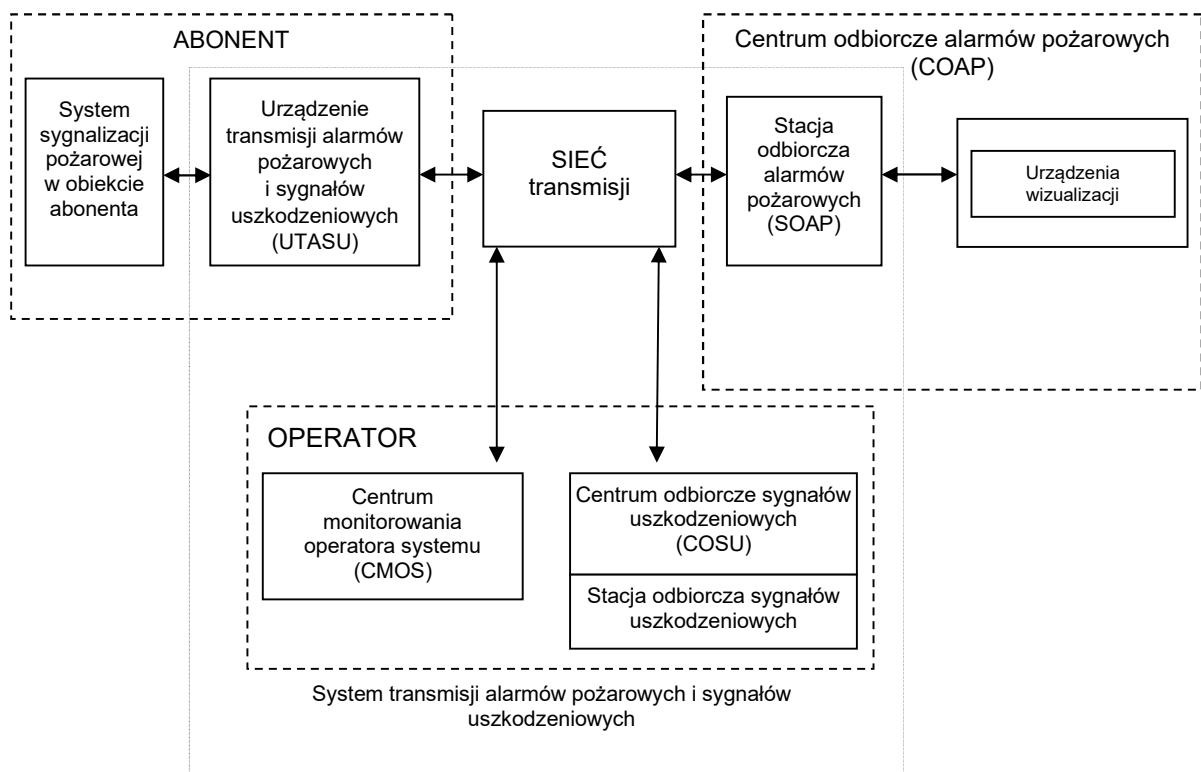 ABONENT
System
sygnalizacji
pożarowej
w obiekcie
abonenta
Urządzenie
transmisji alarmów
pożarowych
i sygnałów
uszkodzeniowych
(UTASU)
SIEĆ
transmisji
Centrum odbiorcze alarmów pożarowych
(COAP)
Stacja
odbiorcza
alarmów
pożarowych
(SOAP)
Urządzenia
wizualizacji
OPERATOR
Centrum
monitorowania
operatora systemu
(CMOS)
Centrum odbiorcze sygnałów
uszkodzeniowych
(COSU)
Stacja odbiorcza sygnałów
uszkodzeniowych
System transmisji alarmów pożarowych i sygnałów
uszkodzeniowych